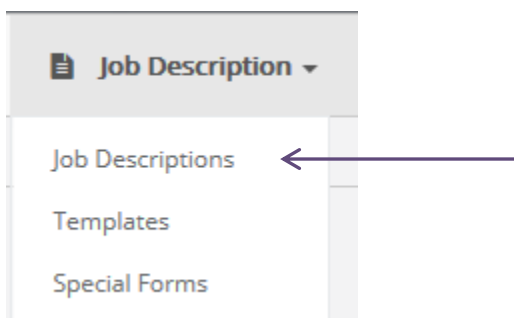 Job Description
Job Descriptions
Templates
Special Forms